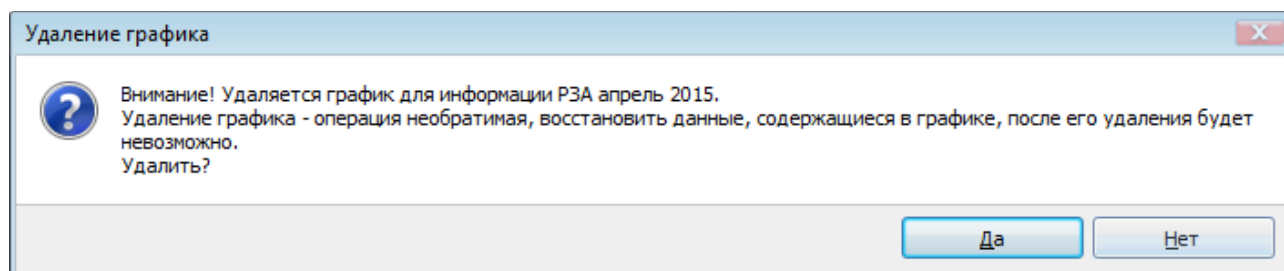 Удаление графика
Внимание! Удаляется график для информации РЗА апрель 2015.
Удаление графика - операция необратимая, восстановить данные, содержащиеся в графике, после его удаления будет
невозможно.
Удалить?
Да
Нет